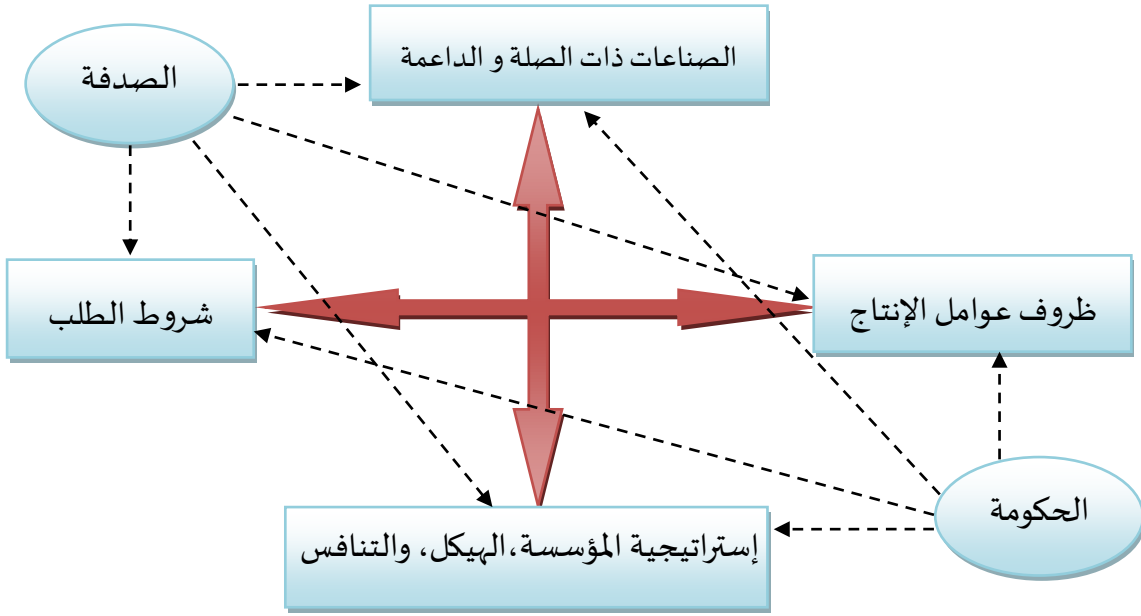 الصناعات ذات الصلة و الداعمة
الصدفة
ظروف عوامل الإنتاج
شروط الطلب
الحكومة
إستراتيجية المؤسسة،الهيكل، والتنافس